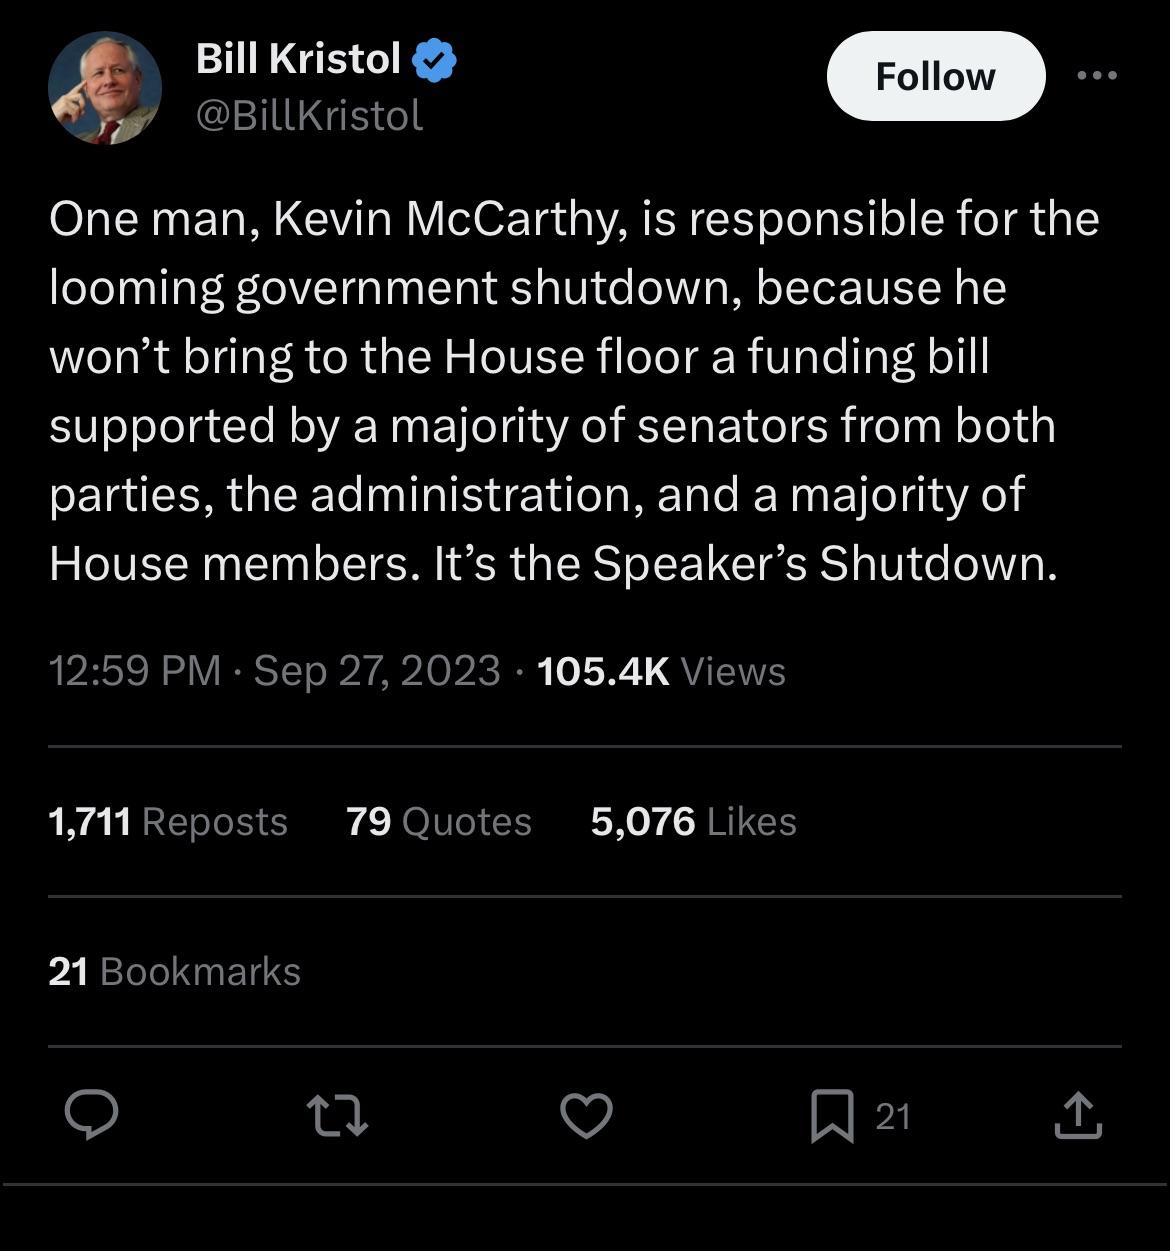 Bill Kristol
@BillKristol
Follow
One man, Kevin McCarthy, is responsible for the
looming government shutdown, because he
won’t bring to the House floor a funding bill
supported by a majority of senators from both
parties, the administration, and a majority of
House members. It’s the Speaker’s Shutdown.
12:59 PM · Sep 27, 2023 · 105.4K Views
1,711 Reposts 79 Quotes 5,076 Likes
21 Bookmarks
21